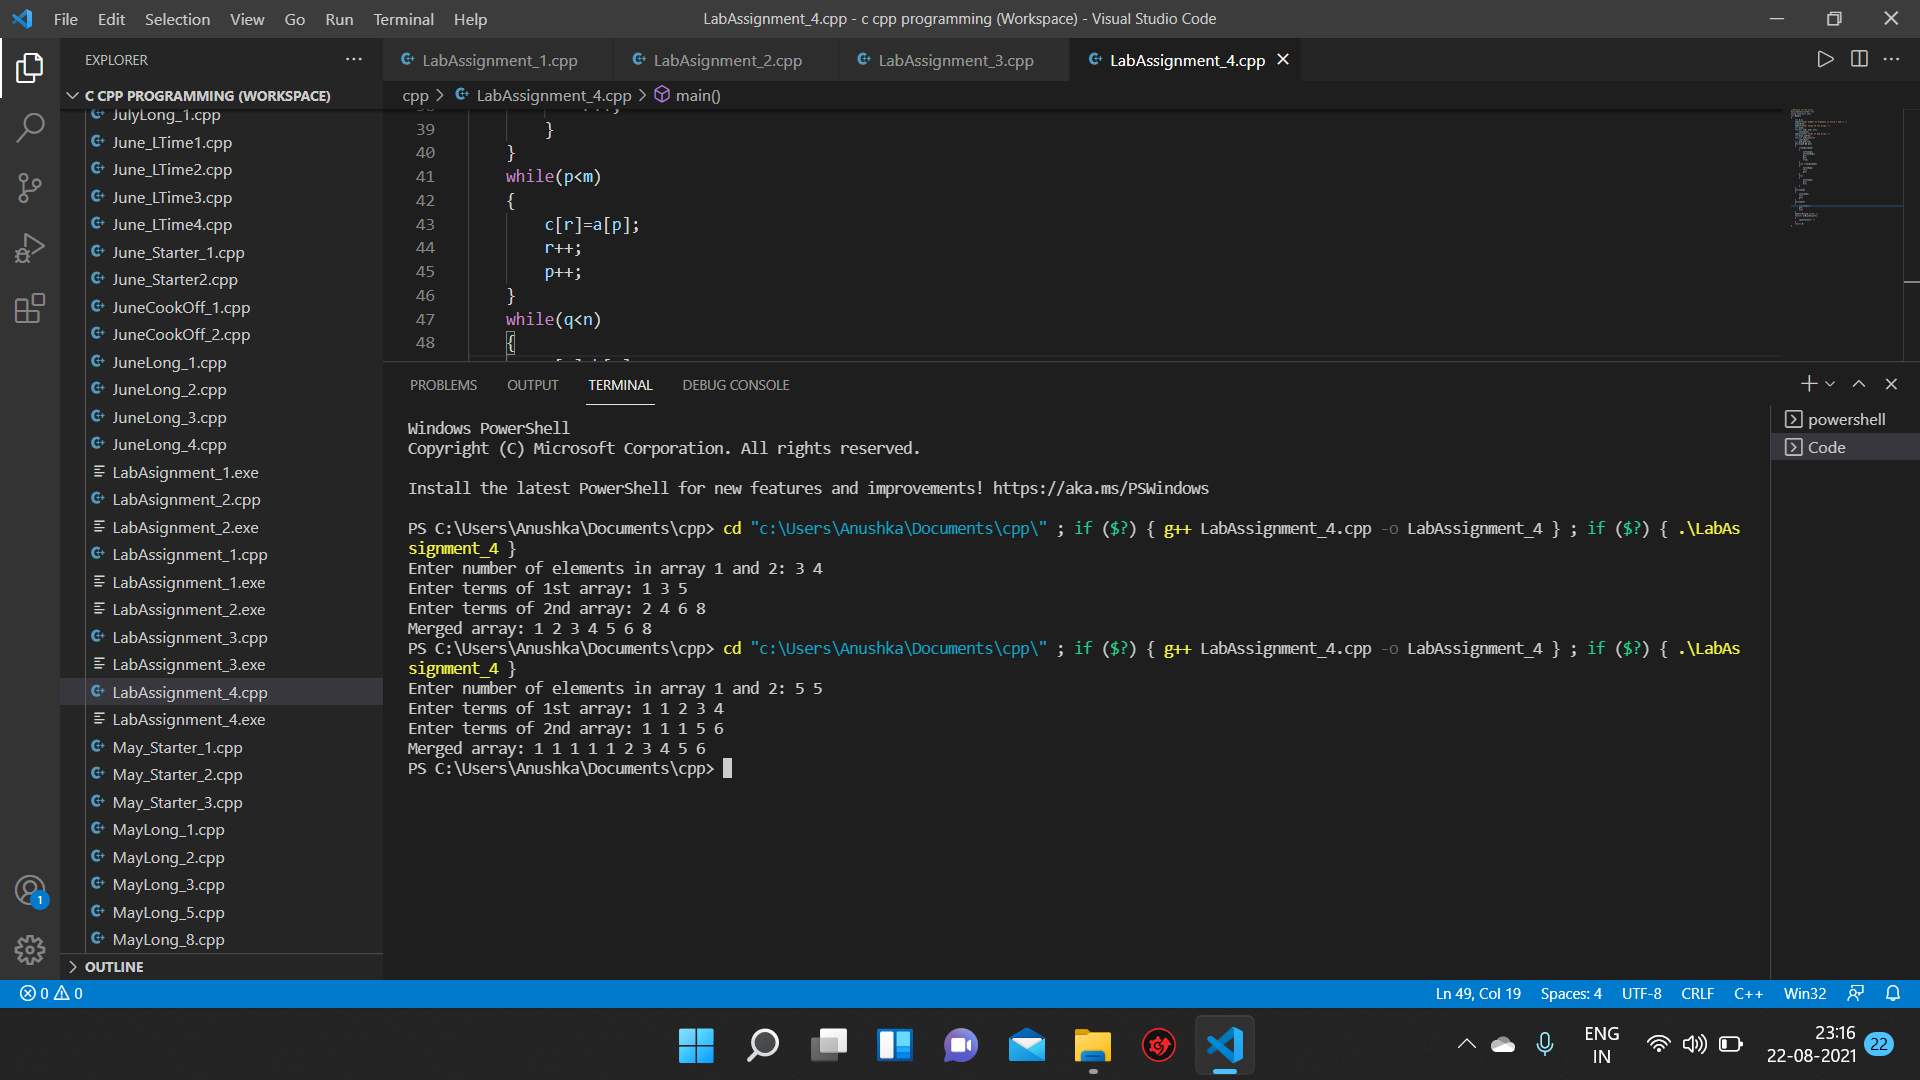 File Edit Selection View Go Run Terminal Help
LabAssignment_4.cpp - c cpp programming (Workspace) - Visual Studio Code
EXPLORER
LabAssignment_1.cpp
LabAsignment_2.cpp
LabAssignment_3.cpp
LabAssignment_4.cpp
C CPP PROGRAMMING (WORKSPACE)
cpp > LabAssignment_4.cpp > main()
JulyLong_1.cpp
June_LTime1.cpp
June_LTime2.cpp
June_LTime3.cpp
June_LTime4.cpp
June_Starter_1.cpp
June_Starter2.cpp
JuneCookOff_1.cpp
JuneCookOff_2.cpp
JuneLong_1.cpp
JuneLong_2.cpp
JuneLong_3.cpp
JuneLong_4.cpp
LabAsignment_1.exe
LabAsignment_2.cpp
LabAsignment_2.exe
LabAssignment_1.cpp
LabAssignment_1.exe
LabAssignment_2.exe
LabAssignment_3.cpp
LabAssignment_3.exe
LabAssignment_4.cpp
LabAssignment_4.exe
May_Starter_1.cpp
May_Starter_2.cpp
May_Starter_3.cpp
MayLong_1.cpp
MayLong_2.cpp
MayLong_3.cpp
MayLong_5.cpp
MayLong_8.cpp
OUTLINE
39 }
40 }
41 while(p<m)
42 {
43 c[r]=a[p];
44 r++;
45 p++;
46 }
47 while(q<n)
48 {
PROBLEMS OUTPUT TERMINAL DEBUG CONSOLE
powershell
Code
Windows PowerShell
Copyright (C) Microsoft Corporation. All rights reserved.
Install the latest PowerShell for new features and improvements! https://aka.ms/PSWindows
PS C:\Users\Anushka\Documents\cpp> cd "c:\Users\Anushka\Documents\cpp\" ; if ($?) { g++ LabAssignment_4.cpp -o LabAssignment_4 } ; if ($?) { .\LabAs
signment_4 }
Enter number of elements in array 1 and 2: 3 4
Enter terms of 1st array: 1 3 5
Enter terms of 2nd array: 2 4 6 8
Merged array: 1 2 3 4 5 6 8
PS C:\Users\Anushka\Documents\cpp> cd "c:\Users\Anushka\Documents\cpp\" ; if ($?) { g++ LabAssignment_4.cpp -o LabAssignment_4 } ; if ($?) { .\LabAs
signment_4 }
Enter number of elements in array 1 and 2: 5 5
Enter terms of 1st array: 1 1 2 3 4
Enter terms of 2nd array: 1 1 1 5 6
Merged array: 1 1 1 1 1 2 3 4 5 6
PS C:\Users\Anushka\Documents\cpp>
1
0 0
Ln 49, Col 19 Spaces: 4 UTF-8 CRLF C++ Win32
ENG
IN
23:16
22-08-2021
22